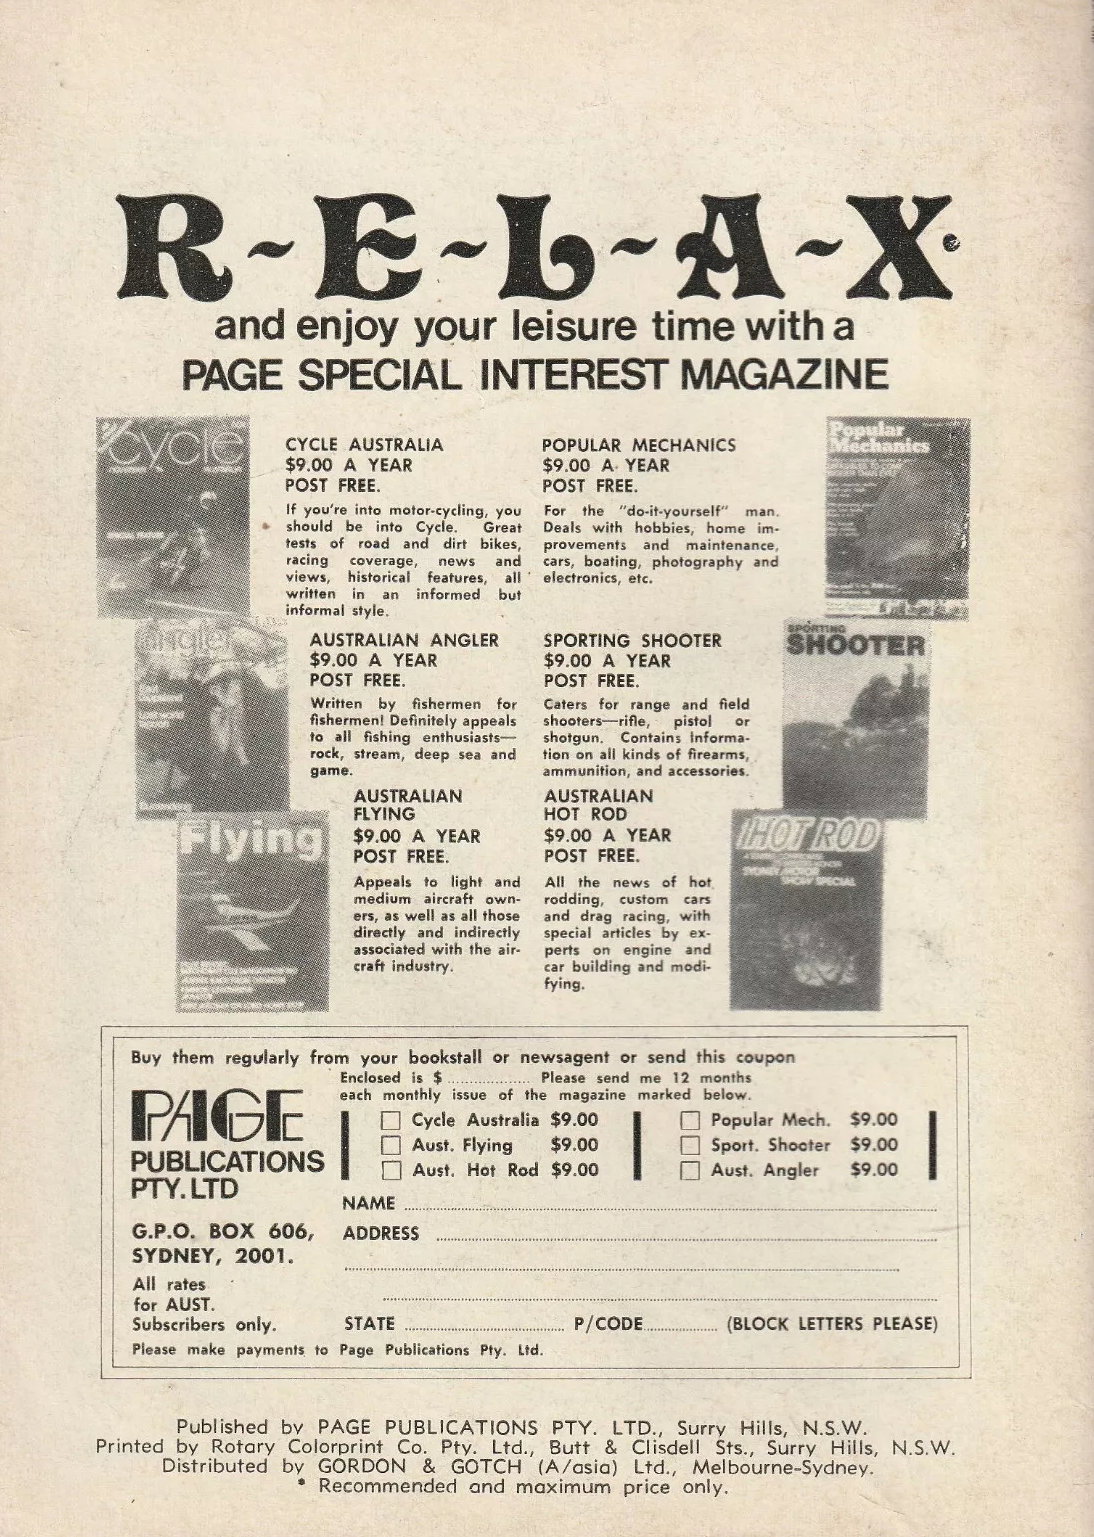 R-E-L-A-X
and enjoy your leisure time with a
PAGE SPECIAL INTEREST MAGAZINE
cycle
CYCLE AUSTRALIA
$9.00 A YEAR
POST FREE.
If you're into motor-cycling, you
should be into Cycle. Great
tests of road and dirt bikes,
racing coverage, news and
views, historical features, all
written in an informed but
informal style.
POPULAR MECHANICS
$9.00 A YEAR
POST FREE.
For the "do-it-yourself" man.
Deals with hobbies, home im-
provements and maintenance,
cars, boating, photography and
electronics, etc.
Popular
Mechanics
angler
AUSTRALIAN ANGLER
$9.00 A YEAR
POST FREE.
Written by fishermen for
fishermen! Definitely appeals
to all fishing enthusiasts—
rock, stream, deep sea and
game.
SPORTING SHOOTER
$9.00 A YEAR
POST FREE.
Caters for range and field
shooters—rifle, pistol or
shotgun. Contains informa-
tion on all kinds of firearms,
ammunition, and accessories.
SPORTING
SHOOTER
Flying
AUSTRALIAN
FLYING
$9.00 A YEAR
POST FREE.
Appeals to light and
medium aircraft own-
ers, as well as all those
directly and indirectly
associated with the air-
craft industry.
AUSTRALIAN
HOT ROD
$9.00 A YEAR
POST FREE.
All the news of hot
rodding, custom cars
and drag racing, with
special articles by ex-
perts on engine and
car building and modi-
fying.
HOT ROD
SYDNEY MOTOR
SHOW SPECIAL
Buy them regularly from your bookstall or newsagent or send this coupon
Enclosed is $ .................. Please send me 12 months
each monthly issue of the magazine marked below.
PAGE
PUBLICATIONS
PTY. LTD
Cycle Australia $9.00
Aust. Flying $9.00
Aust. Hot Rod $9.00
Popular Mech. $9.00
Sport. Shooter $9.00
Aust. Angler $9.00
NAME
G.P.O. BOX 606,
SYDNEY, 2001.
ADDRESS
All rates
for AUST.
Subscribers only.
STATE ........................ P/CODE.................. (BLOCK LETTERS PLEASE)
Please make payments to Page Publications Pty. Ltd.
Published by PAGE PUBLICATIONS PTY. LTD., Surry Hills, N.S.W.
Printed by Rotary Colorprint Co. Pty. Ltd., Butt & Clisdell Sts., Surry Hills, N.S.W.
Distributed by GORDON & GOTCH (A/asia) Ltd., Melbourne-Sydney.
* Recommended and maximum price only.